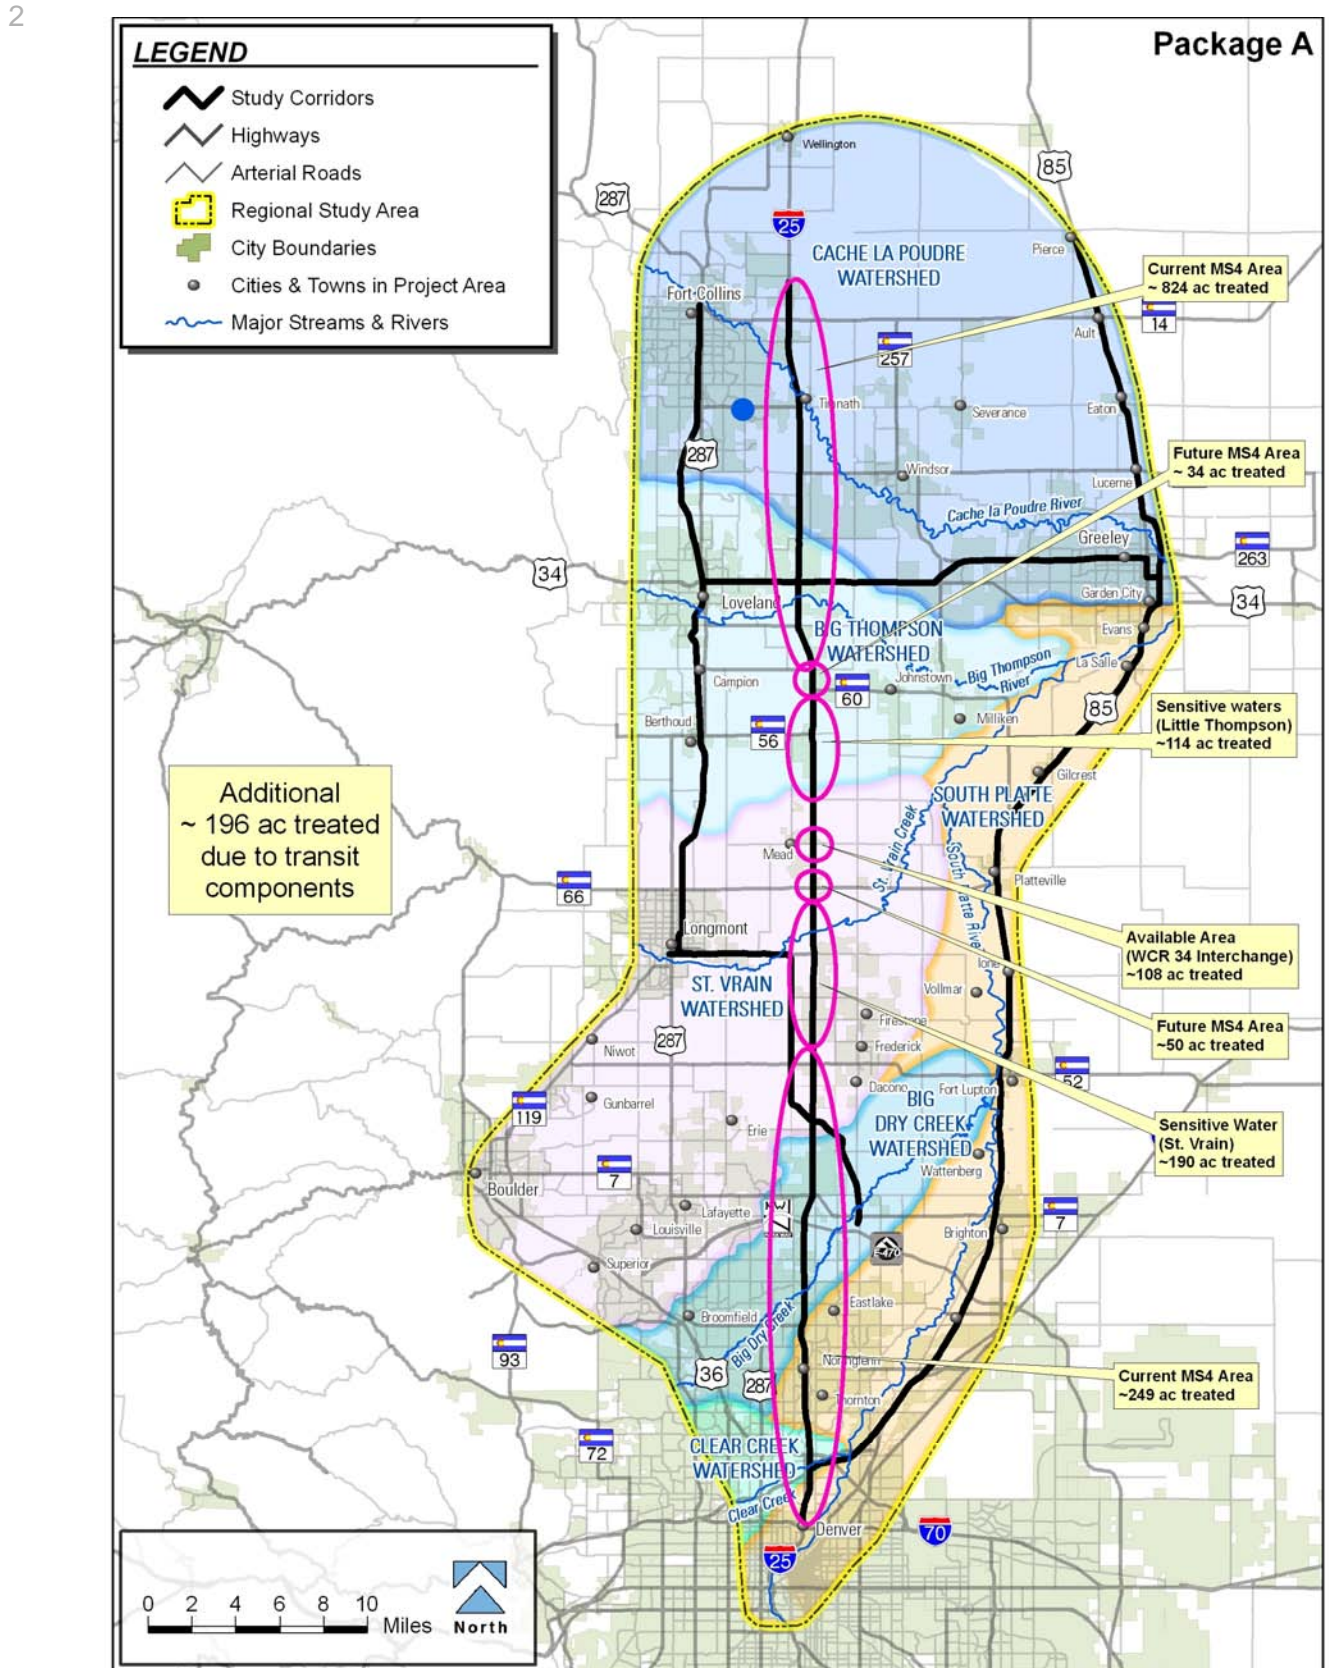 2
Package A
LEGEND
Study Corridors
Highways
Arterial Roads
Regional Study Area
City Boundaries
Cities & Towns in Project Area
Major Streams & Rivers
Wellington
85
287
25
Pierce
CACHE LA POUDRE
WATERSHED
Current MS4 Area
~ 824 ac treated
Fort Collins
14
Ault
257
Timnath
Severance
Eaton
287
Windsor
Lucerne
Future MS4 Area
~ 34 ac treated
Cache la Poudre River
Greeley
263
34
Loveland
Garden City
34
BIG THOMPSON
WATERSHED
Evans
Big Thompson
River
La Salle
Campion
Johnstown
60
85
Berthoud
56
Milliken
Sensitive waters
(Little Thompson)
~114 ac treated
Gilcrest
Additional
~ 196 ac treated
due to transit
components
SOUTH PLATTE
WATERSHED
St. Vrain Creek
Mead
66
Platteville
Longmont
Available Area
(WCR 34 Interchange)
~108 ac treated
Ione
ST. VRAIN
WATERSHED
Vollmar
Firestone
Future MS4 Area
~50 ac treated
287
Niwot
Frederick
52
Dacono
Fort Lupton
BIG
DRY CREEK
WATERSHED
119
Gunbarrel
Erie
Sensitive Water
(St. Vrain)
~190 ac treated
Wattenberg
7
Boulder
Lafayette
Louisville
7
Brighton
E-470
Superior
Eastlake
Broomfield
Big Dry Creek
93
36
287
Northglenn
Thornton
Current MS4 Area
~249 ac treated
72
CLEAR CREEK
WATERSHED
Clear Creek
Denver
70
25
0 2 4 6 8 10
Miles
North